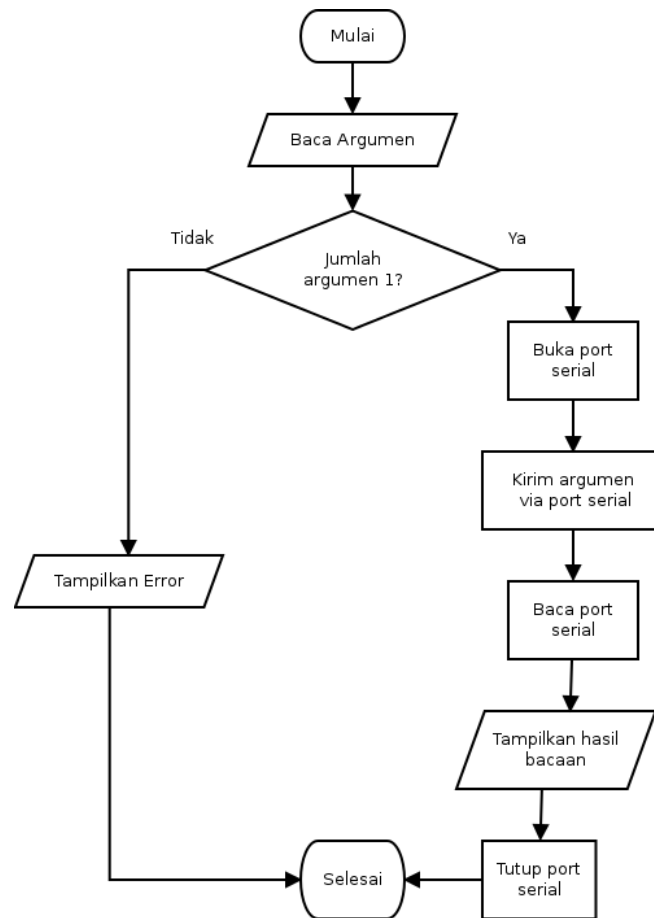 Mulai
Baca Argumen
Tidak
Ya
Jumlah
argumen 1?
Buka port
serial
Kirim argumen
via port serial
Tampilkan Error
Baca port
serial
Tampilkan hasil
bacaan
Selesai
Tutup port
serial